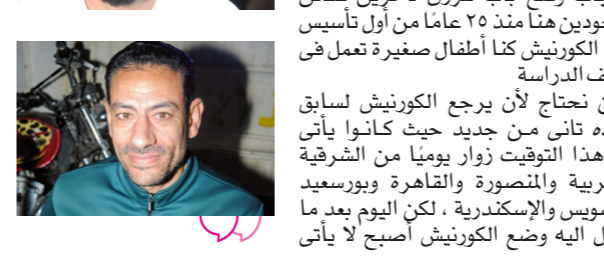 خودين هنا منذ ٢٥ عامًا من أول تأسيس
الكورنيش كنا أطفال صغيرة تعمل فى
ف الدراسة
ن نحتاج لأن يرجع الكورنيش لسابق
ده تانى من جديد حيث كانوا يأتى
هذا التوقيت زوار يوميًا من الشرقية
ربية والمنصورة والقاهرة وبورسعيد
سويس والإسكندرية ، لكن اليوم بعد ما
ل اليه وضع الكورنيش أصبح لا يأتى